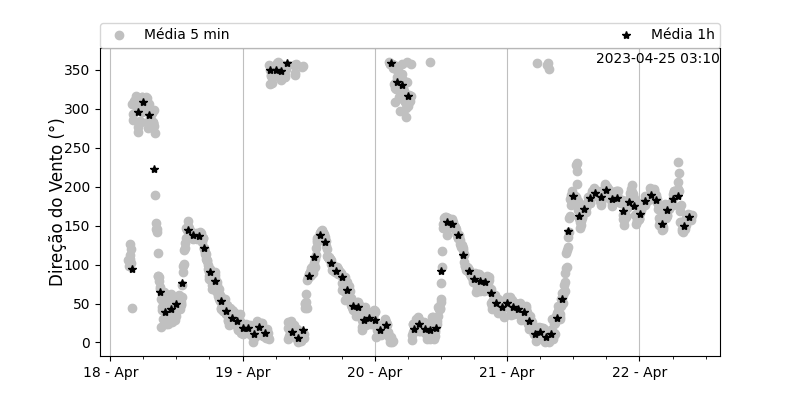 Média 5 min
Média 1h
2023-04-25 03:10
Direção do Vento (°)
350
300
250
200
150
100
50
0
18 - Apr
19 - Apr
20 - Apr
21 - Apr
22 - Apr